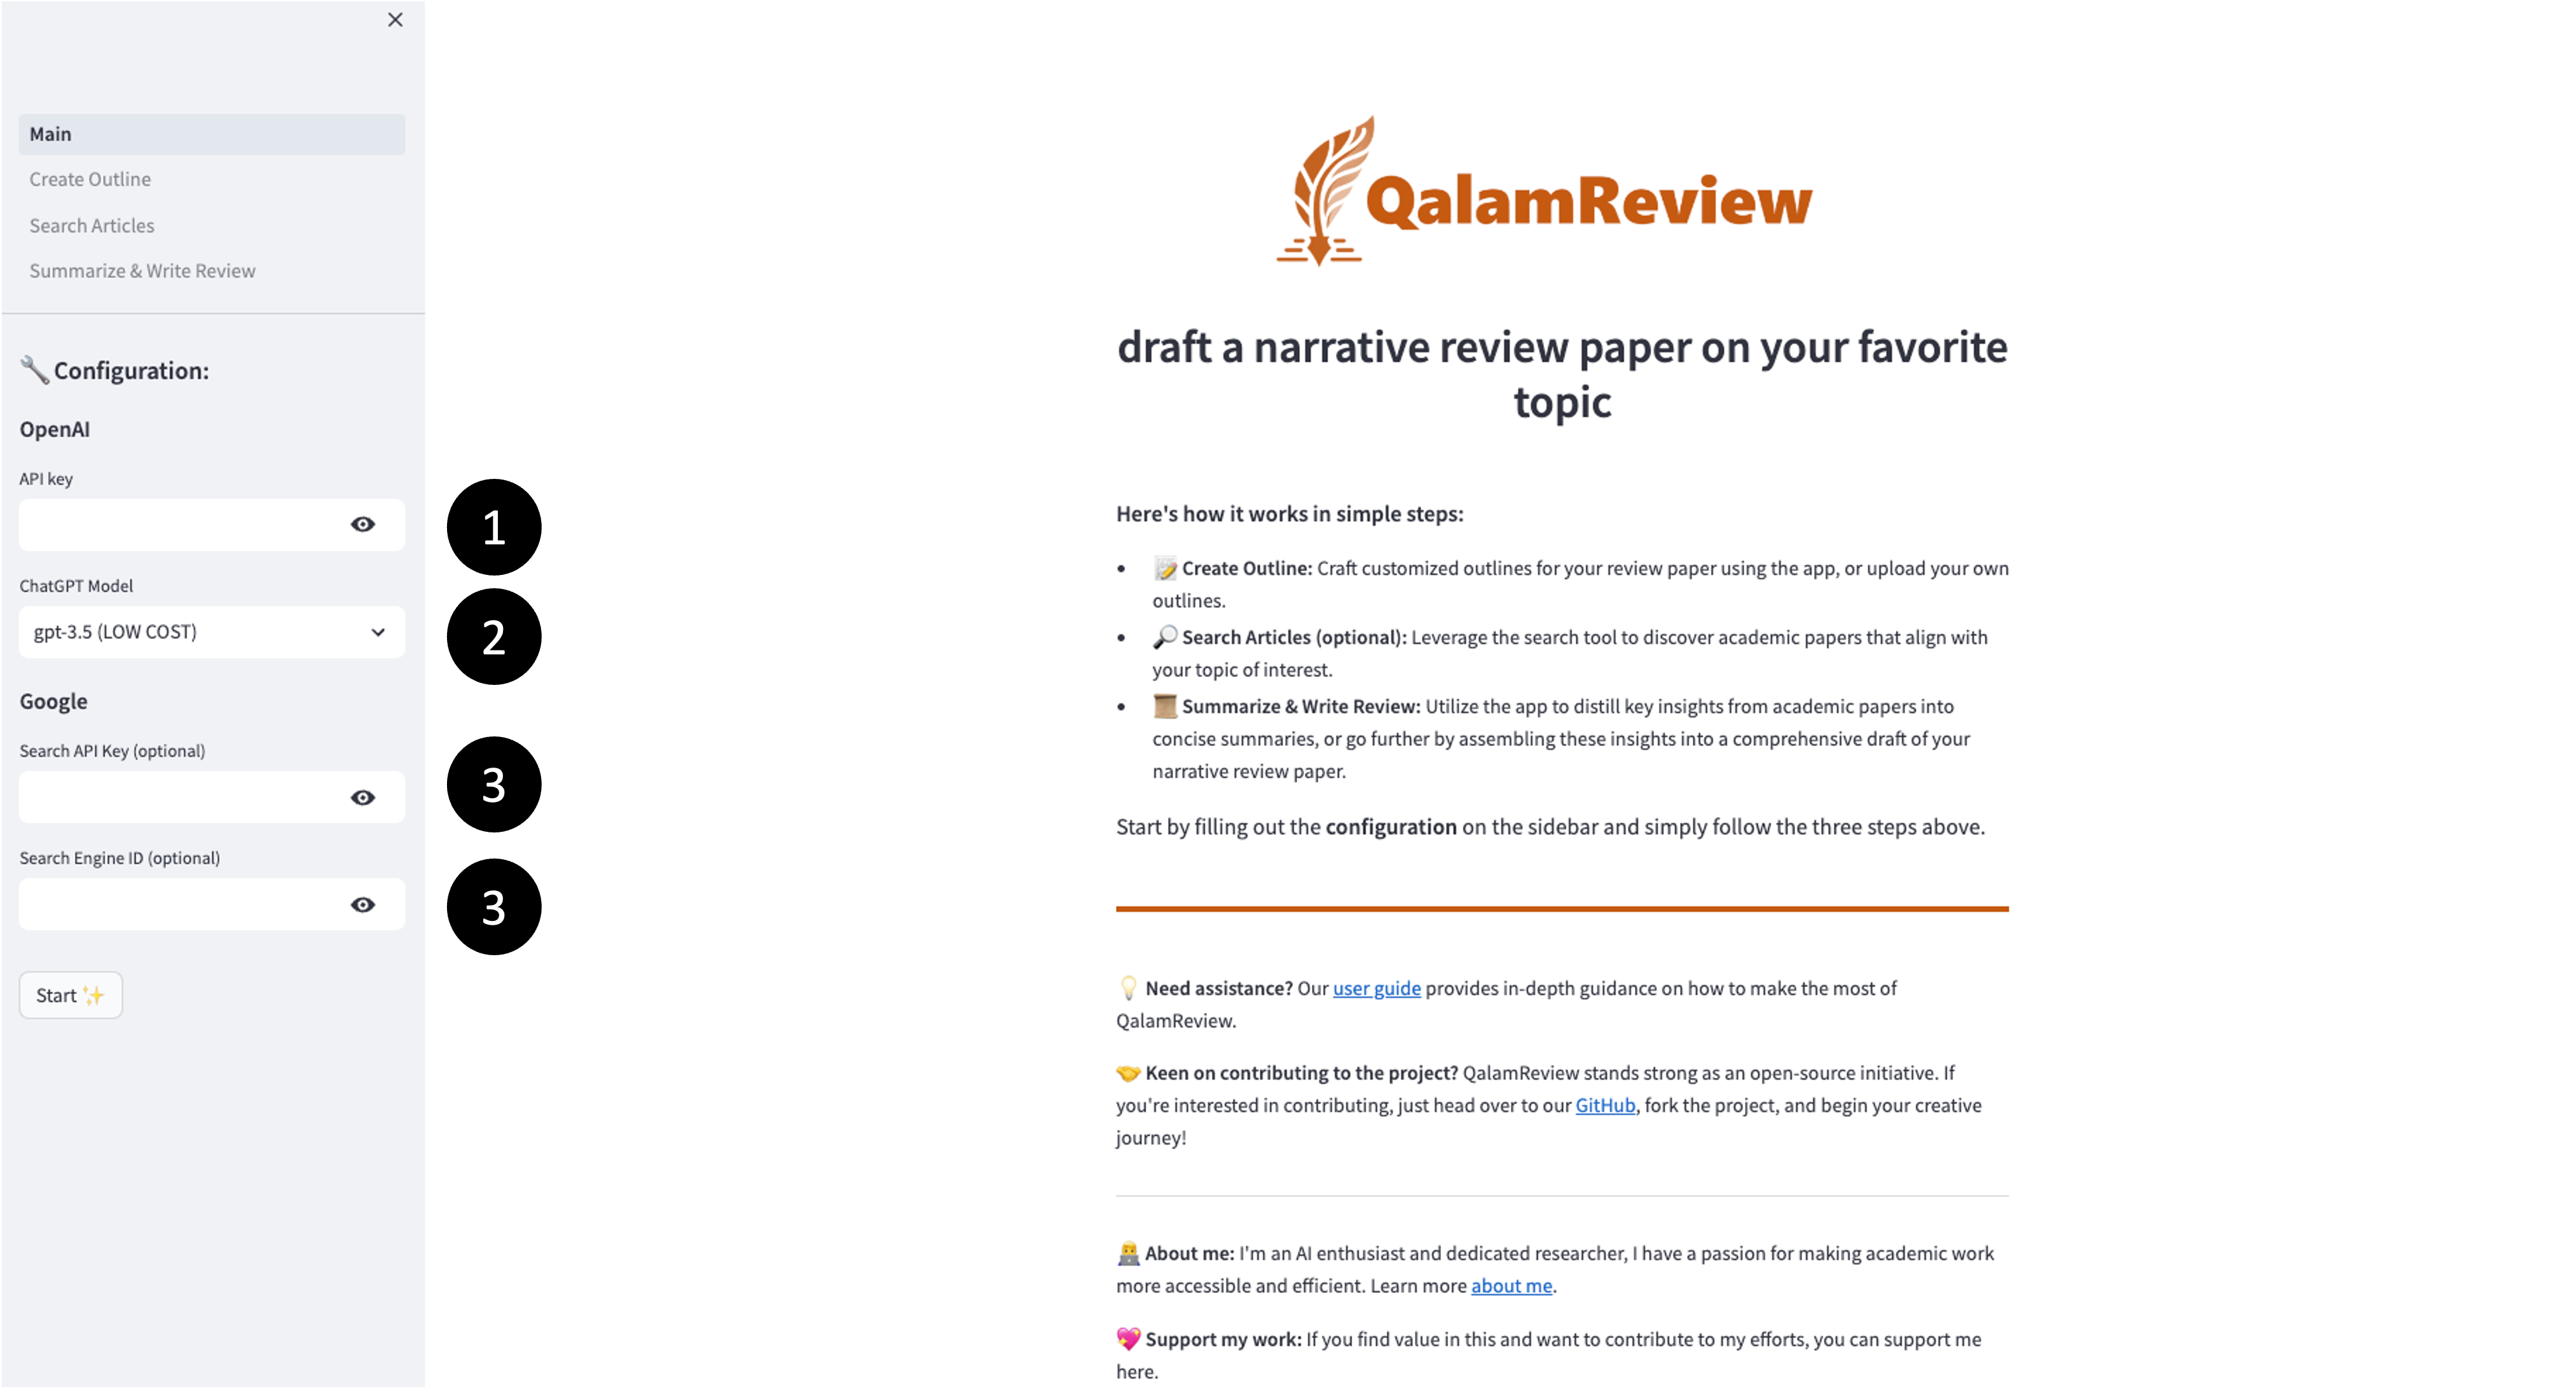 Main
Create Outline
Search Articles
Summarize & Write Review
Configuration:
OpenAI
API key
1
ChatGPT Model
gpt-3.5 (LOW COST)
2
Google
Search API Key (optional)
3
Search Engine ID (optional)
3
Start
QalamReview
draft a narrative review paper on your favorite
topic
Here's how it works in simple steps:
• Create Outline: Craft customized outlines for your review paper using the app, or upload your own
outlines.
• Search Articles (optional): Leverage the search tool to discover academic papers that align with
your topic of interest.
• Summarize & Write Review: Utilize the app to distill key insights from academic papers into
concise summaries, or go further by assembling these insights into a comprehensive draft of your
narrative review paper.
Start by filling out the configuration on the sidebar and simply follow the three steps above.
Need assistance? Our user guide provides in-depth guidance on how to make the most of
QalamReview.
Keen on contributing to the project? QalamReview stands strong as an open-source initiative. If
you're interested in contributing, just head over to our GitHub, fork the project, and begin your creative
journey!
About me: I'm an AI enthusiast and dedicated researcher, I have a passion for making academic work
more accessible and efficient. Learn more about me.
Support my work: If you find value in this and want to contribute to my efforts, you can support me
here.